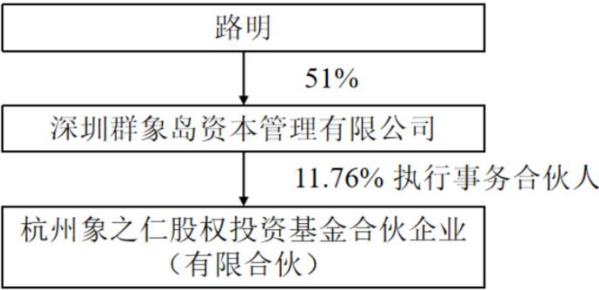 路明
51%
深圳群象岛资本管理有限公司
11.76% 执行事务合伙人
杭州象之仁股权投资基金合伙企业
（有限合伙）